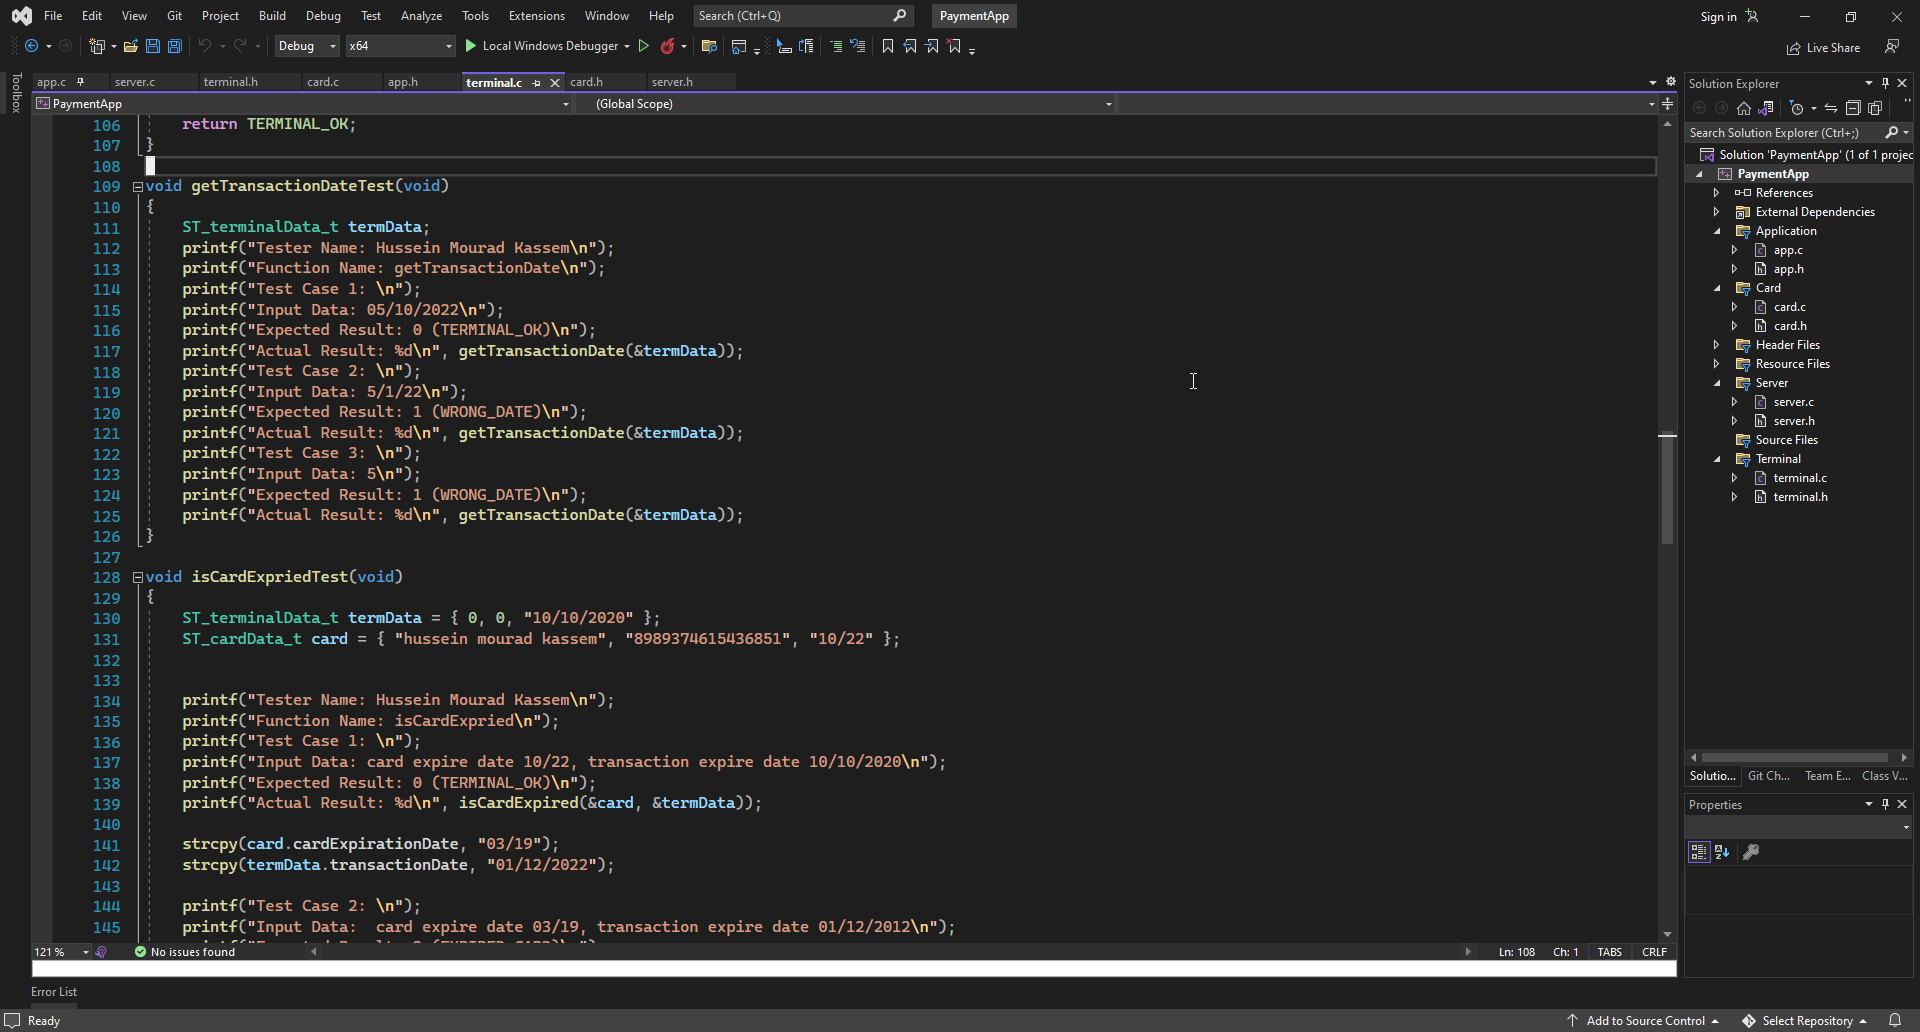 File Edit View Git Project Build Debug Test Analyze Tools Extensions Window Help Search (Ctrl+Q) PaymentApp Sign in
Debug x64 Local Windows Debugger Live Share
Toolbox
app.c server.c terminal.h card.c app.h terminal.c card.h server.h
PaymentApp (Global Scope)
106 return TERMINAL_OK;
107 }
108
109 void getTransactionDateTest(void)
110 {
111 ST_terminalData_t termData;
112 printf("Tester Name: Hussein Mourad Kassem\n");
113 printf("Function Name: getTransactionDate\n");
114 printf("Test Case 1: \n");
115 printf("Input Data: 05/10/2022\n");
116 printf("Expected Result: 0 (TERMINAL_OK)\n");
117 printf("Actual Result: %d\n", getTransactionDate(&termData));
118 printf("Test Case 2: \n");
119 printf("Input Data: 5/1/22\n");
120 printf("Expected Result: 1 (WRONG_DATE)\n");
121 printf("Actual Result: %d\n", getTransactionDate(&termData));
122 printf("Test Case 3: \n");
123 printf("Input Data: 5\n");
124 printf("Expected Result: 1 (WRONG_DATE)\n");
125 printf("Actual Result: %d\n", getTransactionDate(&termData));
126 }
127
128 void isCardExpriedTest(void)
129 {
130 ST_terminalData_t termData = { 0, 0, "10/10/2020" };
131 ST_cardData_t card = { "hussein mourad kassem", "8989374615436851", "10/22" };
132
133
134 printf("Tester Name: Hussein Mourad Kassem\n");
135 printf("Function Name: isCardExpried\n");
136 printf("Test Case 1: \n");
137 printf("Input Data: card expire date 10/22, transaction expire date 10/10/2020\n");
138 printf("Expected Result: 0 (TERMINAL_OK)\n");
139 printf("Actual Result: %d\n", isCardExpired(&card, &termData));
140
141 strcpy(card.cardExpirationDate, "03/19");
142 strcpy(termData.transactionDate, "01/12/2022");
143
144 printf("Test Case 2: \n");
145 printf("Input Data:  card expire date 03/19, transaction expire date 01/12/2012\n");
121 % No issues found Ln: 108 Ch: 1 TABS CRLF
Solution Explorer
Search Solution Explorer (Ctrl+;)
Solution 'PaymentApp' (1 of 1 projec
PaymentApp
References
External Dependencies
Application
app.c
app.h
Card
card.c
card.h
Header Files
Resource Files
Server
server.c
server.h
Source Files
Terminal
terminal.c
terminal.h
Solutio... Git Ch... Team E... Class V...
Properties
Error List
Ready Add to Source Control Select Repository